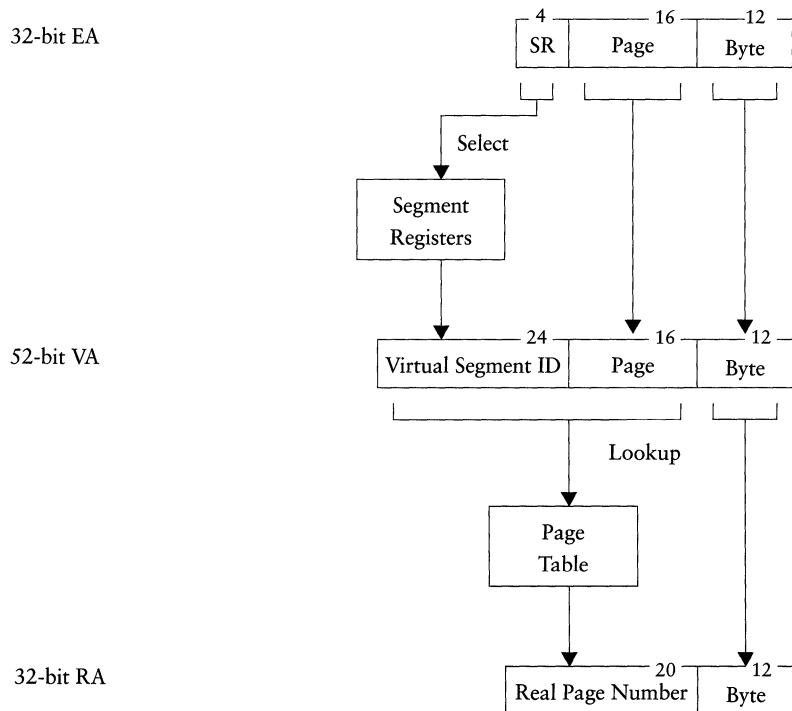 4 16 12
32-bit EA SR Page Byte
Select
Segment
Registers
24 16 12
52-bit VA Virtual Segment ID Page Byte
Lookup
Page
Table
20 12
32-bit RA Real Page Number Byte